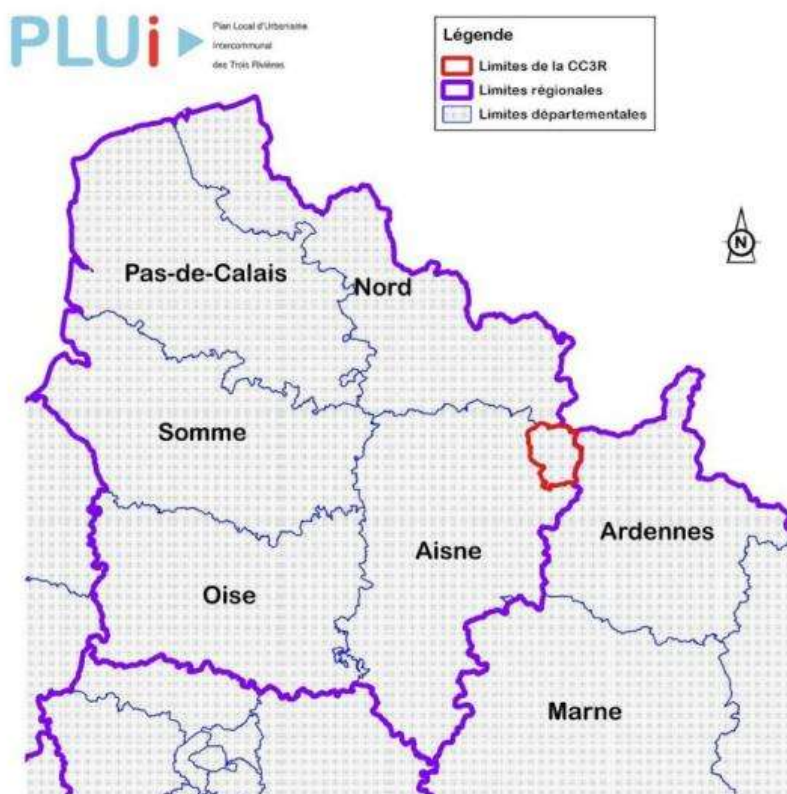 PLUi
Plan Local d'Urbanisme
Intercommunal
des Trois Rivières
Légende
Limites de la CC3R
Limites régionales
Limites départementales
N
Pas-de-Calais
Nord
Somme
Ardennes
Aisne
Oise
Marne